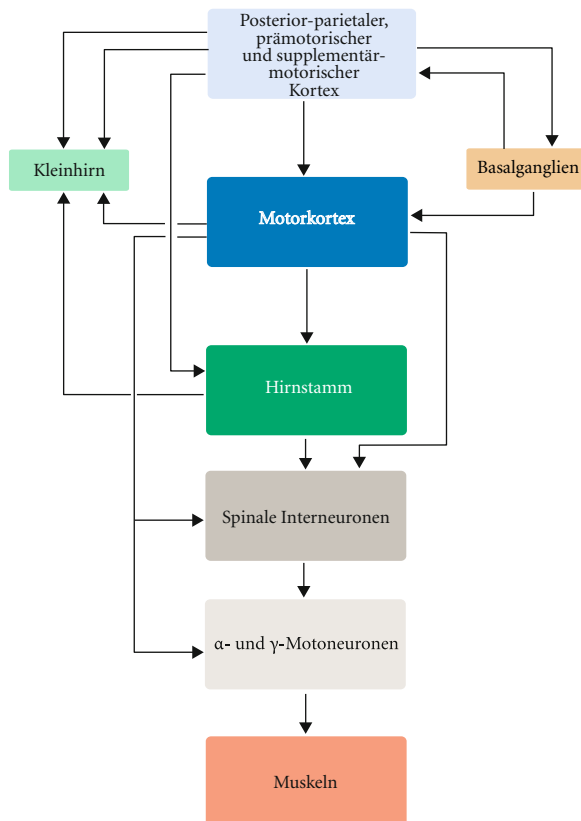 Posterior-parietaler,
prämotorischer
und supplementär-
motorischer
Kortex
Kleinhirn
Basalganglien
Motorkortex
Hirnstamm
Spinale Interneuronen
α- und γ-Motoneuronen
Muskeln